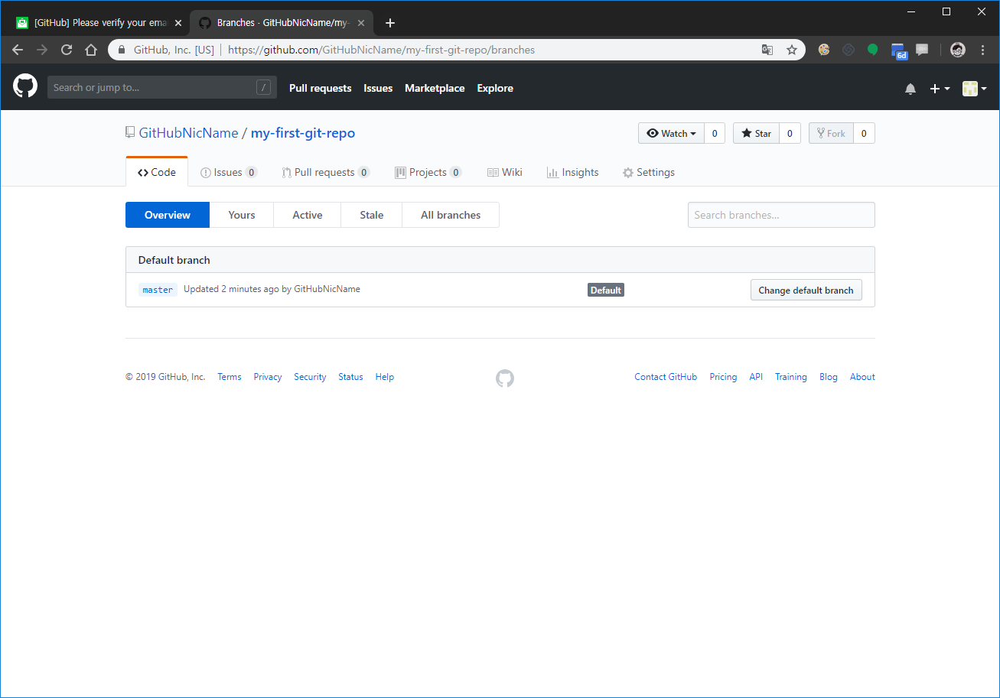 [GitHub] Please verify your ema
Branches · GitHubNicName/my-
GitHub, Inc. [US] https://github.com/GitHubNicName/my-first-git-repo/branches
6d
Search or jump to... / Pull requests Issues Marketplace Explore
GitHubNicName / my-first-git-repo Watch 0 Star 0 Fork 0
Code Issues 0 Pull requests 0 Projects 0 Wiki Insights Settings
Overview Yours Active Stale All branches Search branches...
Default branch
master Updated 2 minutes ago by GitHubNicName Default Change default branch
© 2019 GitHub, Inc. Terms Privacy Security Status Help Contact GitHub Pricing API Training Blog About